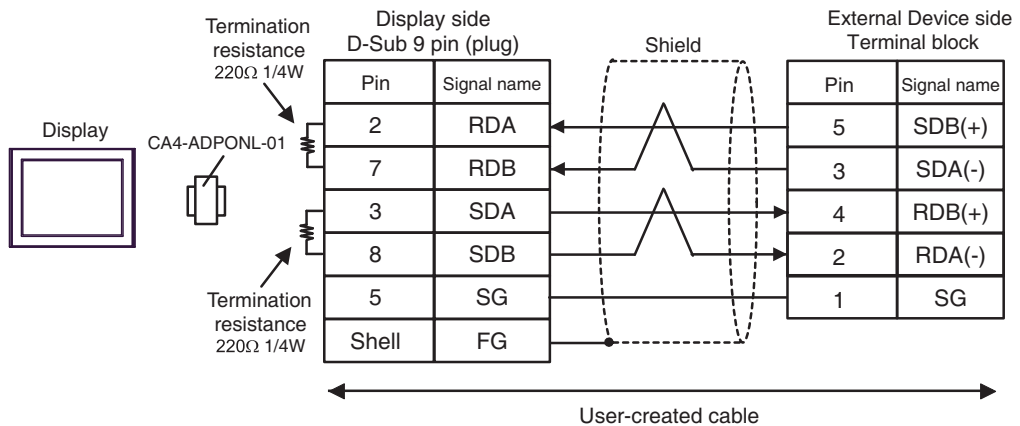 Termination
resistance
220Ω 1/4W
Display side
D-Sub 9 pin (plug)
Shield
External Device side
Terminal block
Display
CA4-ADPONL-01
Pin Signal name
2 RDA
7 RDB
3 SDA
8 SDB
5 SG
Shell FG
Pin Signal name
5 SDB(+)
3 SDA(-)
4 RDB(+)
2 RDA(-)
1 SG
Termination
resistance
220Ω 1/4W
User-created cable